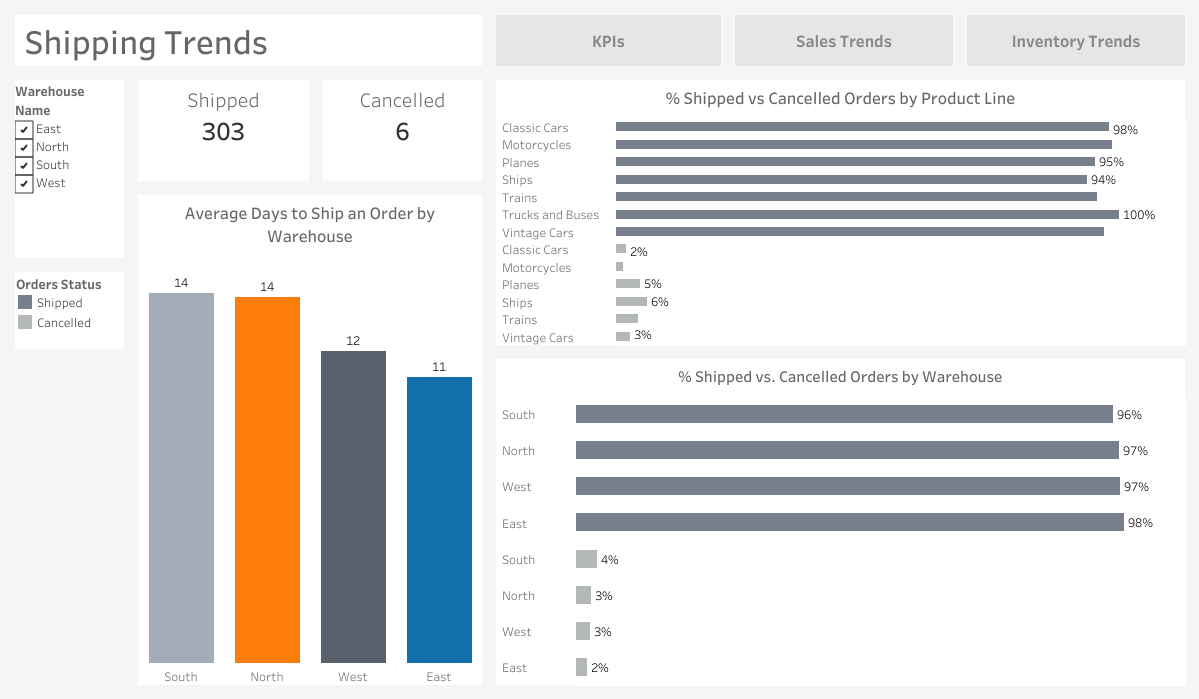 Shipping Trends
KPIs
Sales Trends
Inventory Trends
Warehouse
Name
East
North
South
West
Orders Status
Shipped
Cancelled
Shipped
303
Cancelled
6
Average Days to Ship an Order by
Warehouse
14
14
12
11
South
North
West
East
% Shipped vs Cancelled Orders by Product Line
Classic Cars 98%
Motorcycles
Planes 95%
Ships 94%
Trains
Trucks and Buses 100%
Vintage Cars
Classic Cars 2%
Motorcycles
Planes 5%
Ships 6%
Trains
Vintage Cars 3%
% Shipped vs. Cancelled Orders by Warehouse
South 96%
North 97%
West 97%
East 98%
South 4%
North 3%
West 3%
East 2%